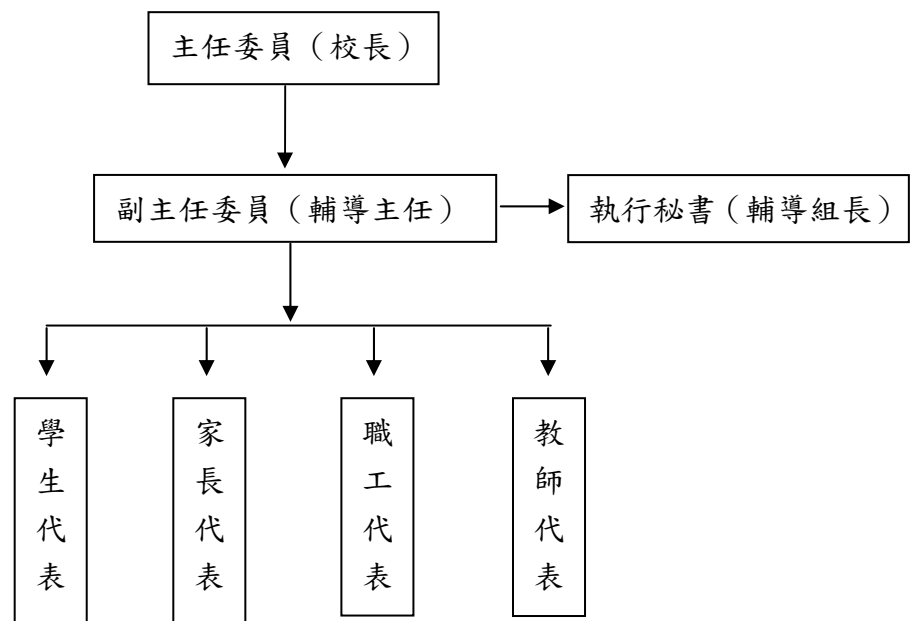 主任委員（校長）
副主任委員（輔導主任）
執行秘書（輔導組長）
學生代表
家長代表
職工代表
教師代表